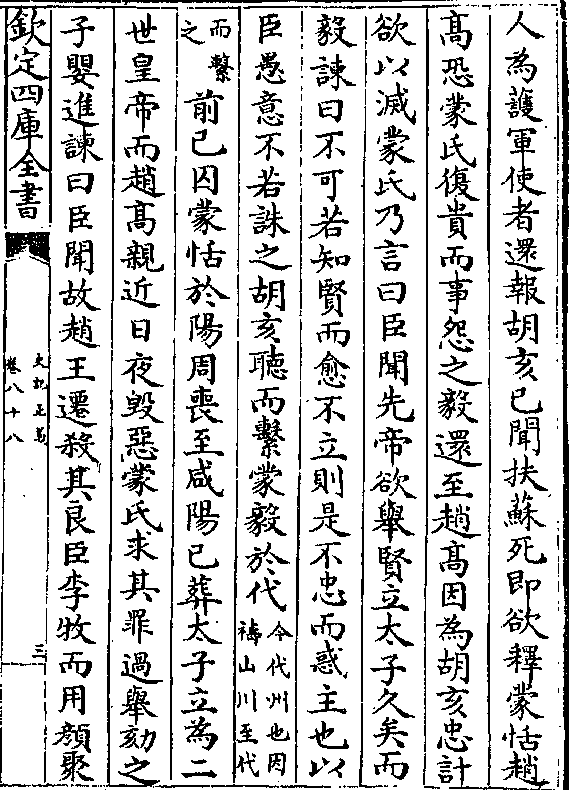 人為䕶軍使者還報胡亥已聞扶蘇死即欲釋蒙恬趙
髙恐蒙氏復貴而事怨之毅還至趙髙因為胡亥忠計
欲以滅蒙氏乃言曰臣聞先帝欲舉賢立太子久矣而
毅諫曰不可若知賢而愈不立則是不忠而惑主也以
臣愚意不若誅之胡亥聽而繫蒙毅於代今代州也因禱山川至代
而繫之前已囚蒙恬於陽周喪至咸陽已葬太子立為二
世皇帝而趙髙親近日夜毀惡蒙氏求其罪過舉劾之
子嬰進諫曰臣聞故趙王遷殺其良臣李牧而用顔聚
欽定四庫全書
史記正義
卷八十八
三